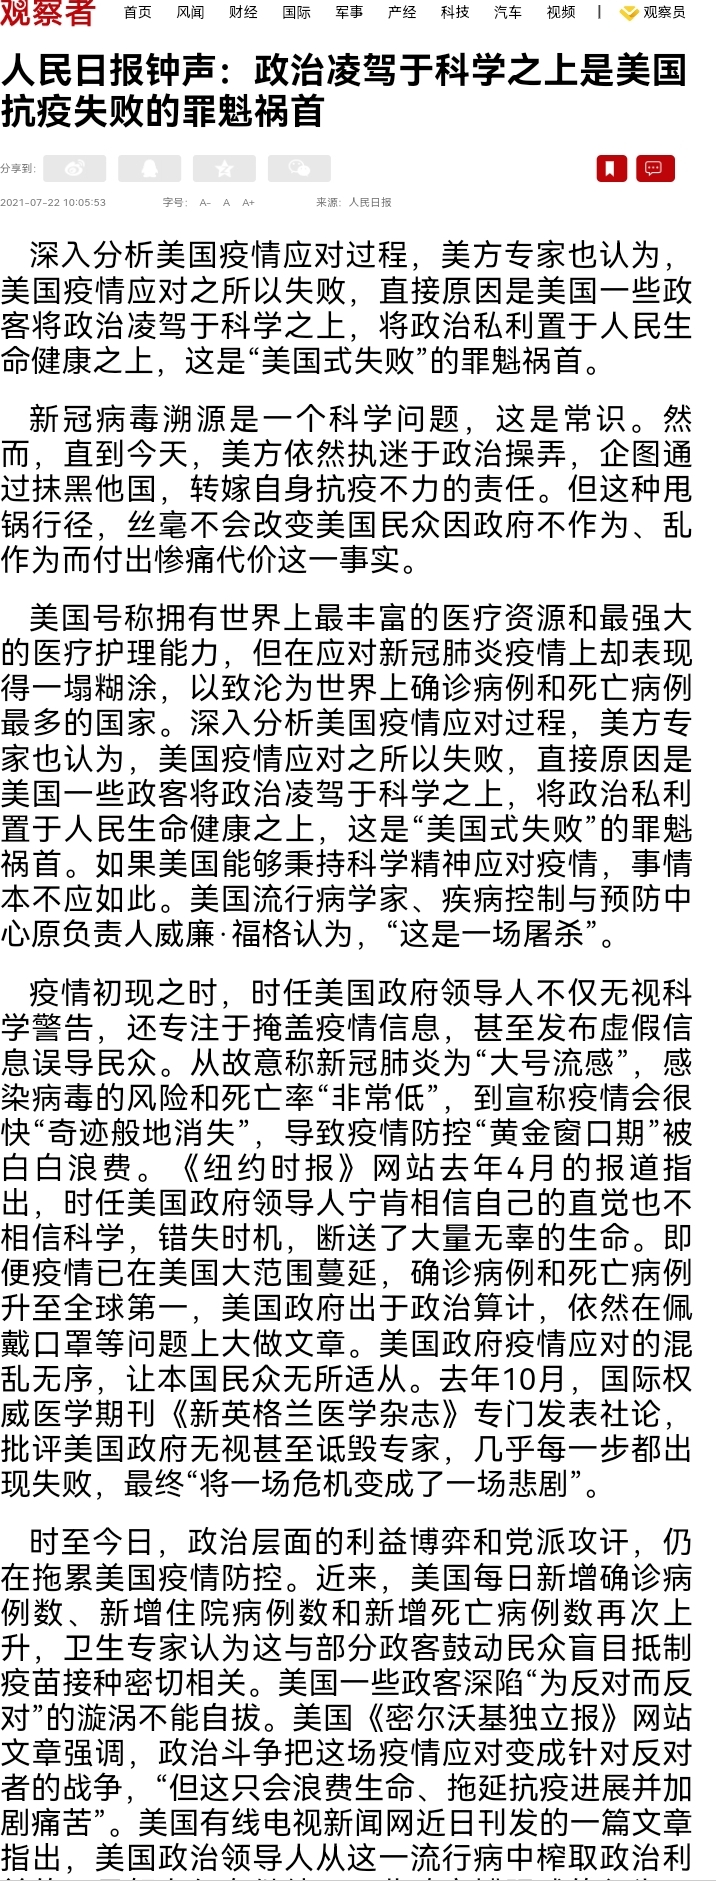 观察者
首页 风闻 财经 国际 军事 产经 科技 汽车 视频 | 观察员
人民日报钟声：政治凌驾于科学之上是美国
抗疫失败的罪魁祸首
分享到:
2021-07-22 10:05:53 字号： A- A A+ 来源：人民日报
深入分析美国疫情应对过程，美方专家也认为，
美国疫情应对之所以失败，直接原因是美国一些政
客将政治凌驾于科学之上，将政治私利置于人民生
命健康之上，这是“美国式失败”的罪魁祸首。
新冠病毒溯源是一个科学问题，这是常识。然
而，直到今天，美方依然执迷于政治操弄，企图通
过抹黑他国，转嫁自身抗疫不力的责任。但这种甩
锅行径，丝毫不会改变美国民众因政府不作为、乱
作为而付出惨痛代价这一事实。
美国号称拥有世界上最丰富的医疗资源和最强大
的医疗护理能力，但在应对新冠肺炎疫情上却表现
得一塌糊涂，以致沦为世界上确诊病例和死亡病例
最多的国家。深入分析美国疫情应对过程，美方专
家也认为，美国疫情应对之所以失败，直接原因是
美国一些政客将政治凌驾于科学之上，将政治私利
置于人民生命健康之上，这是“美国式失败”的罪魁
祸首。如果美国能够秉持科学精神应对疫情，事情
本不应如此。美国流行病学家、疾病控制与预防中
心原负责人威廉·福格认为，“这是一场屠杀”。
疫情初现之时，时任美国政府领导人不仅无视科
学警告，还专注于掩盖疫情信息，甚至发布虚假信
息误导民众。从故意称新冠肺炎为“大号流感”，感
染病毒的风险和死亡率“非常低”，到宣称疫情会很
快“奇迹般地消失”，导致疫情防控“黄金窗口期”被
白白浪费。《纽约时报》网站去年4月的报道指
出，时任美国政府领导人宁肯相信自己的直觉也不
相信科学，错失时机，断送了大量无辜的生命。即
便疫情已在美国大范围蔓延，确诊病例和死亡病例
升至全球第一，美国政府出于政治算计，依然在佩
戴口罩等问题上大做文章。美国政府疫情应对的混
乱无序，让本国民众无所适从。去年10月，国际权
威医学期刊《新英格兰医学杂志》专门发表社论，
批评美国政府无视甚至诋毁专家，几乎每一步都出
现失败，最终“将一场危机变成了一场悲剧”。
时至今日，政治层面的利益博弈和党派攻讦，仍
在拖累美国疫情防控。近来，美国每日新增确诊病
例数、新增住院病例数和新增死亡病例数再次上
升，卫生专家认为这与部分政客鼓动民众盲目抵制
疫苗接种密切相关。美国一些政客深陷“为反对而反
对”的漩涡不能自拔。美国《密尔沃基独立报》网站
文章强调，政治斗争把这场疫情应对变成针对反对
者的战争，“但这只会浪费生命、拖延抗疫进展并加
剧痛苦”。美国有线电视新闻网近日刊发的一篇文章
指出，美国政治领导人从这一流行病中榨取政治利